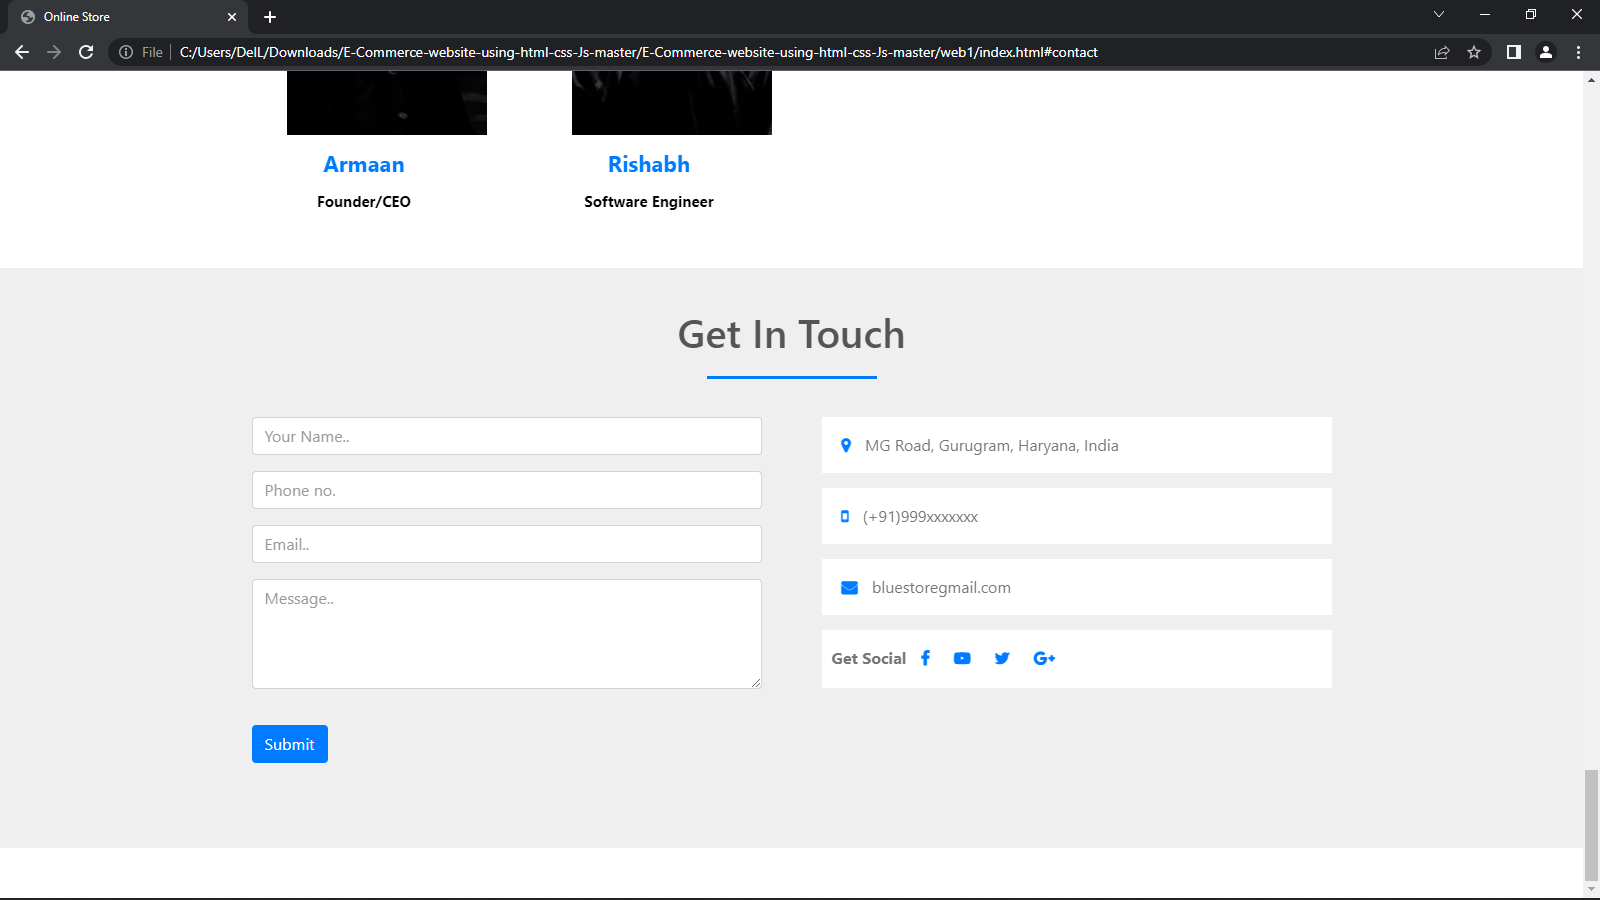 Online Store
File C:/Users/DelL/Downloads/E-Commerce-website-using-html-css-Js-master/E-Commerce-website-using-html-css-Js-master/web1/index.html#contact
Armaan
Founder/CEO
Rishabh
Software Engineer
Get In Touch
Your Name..
Phone no.
Email..
Message..
Submit
MG Road, Gurugram, Haryana, India
(+91)999xxxxxxx
bluestoregmail.com
Get Social